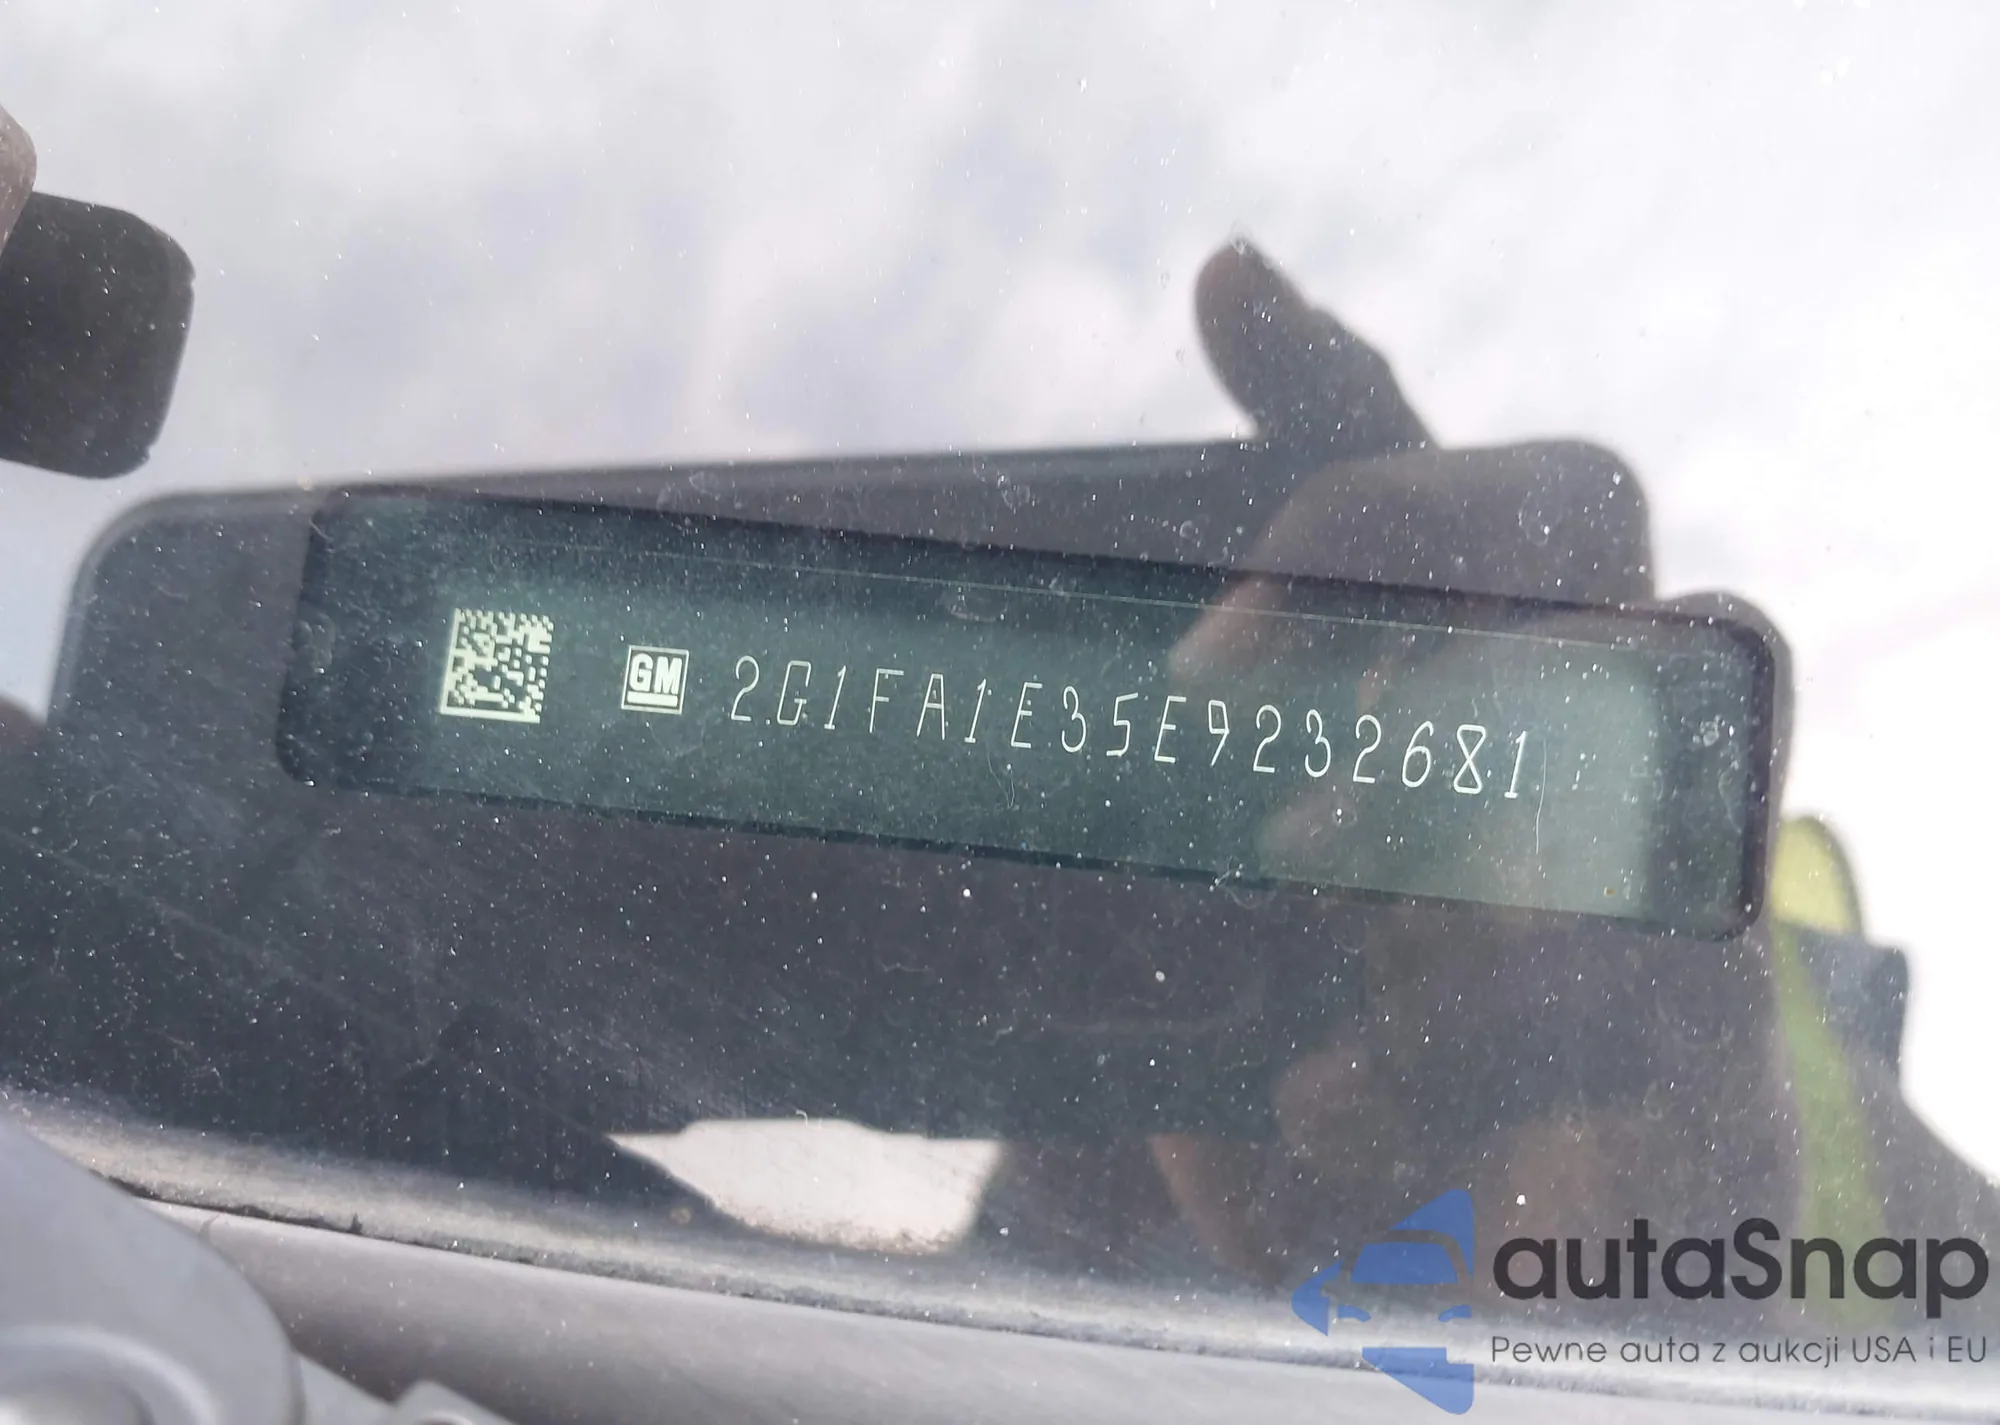 GM 2G1FA1E35E9232681
autaSnap
Pewne auta z aukcji USA i EU